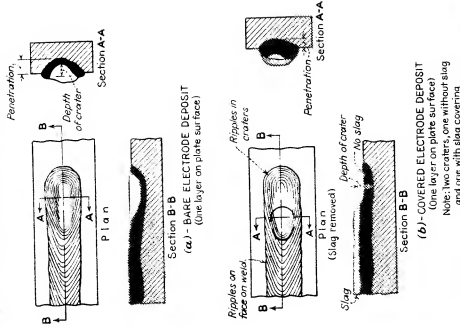 Penetration
Depth
of crater
Section A-A
B
B
A
A
Plan
Section B-B
(a) - BARE ELECTRODE DEPOSIT
(One layer on plate surface)
Penetration
Section A-A
Ripples in
craters
Ripples on
face on weld
A
A
Plan
(Slag removed)
Slag
Depth of crater
No slag
Section B-B
(b) - COVERED ELECTRODE DEPOSIT
(One layer on plate surface)
Note: Two craters, one without slag
and one with slag covering